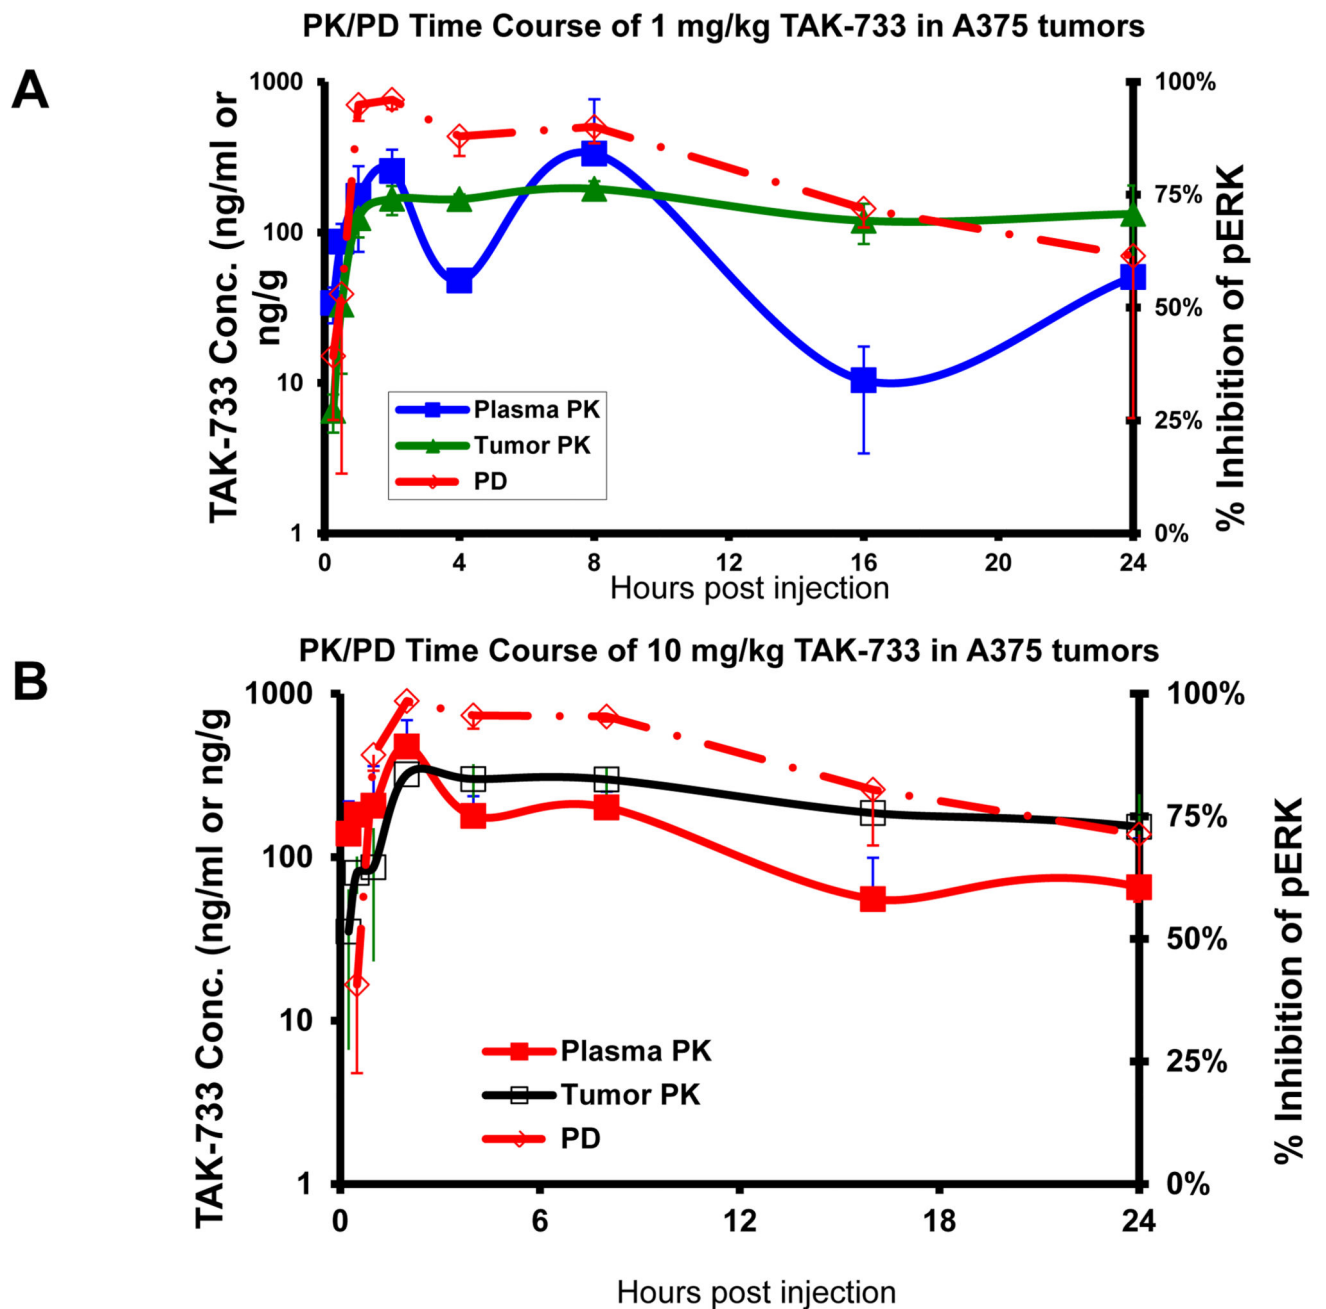 PK/PD Time Course of 1 mg/kg TAK-733 in A375 tumors
A
TAK-733 Conc. (ng/ml or
ng/g
1000
100
10
1
100%
75%
50%
25%
0%
% Inhibition of pERK
Plasma PK
Tumor PK
PD
0 4 8 12 16 20 24
Hours post injection
PK/PD Time Course of 10 mg/kg TAK-733 in A375 tumors
B
TAK-733 Conc. (ng/ml or ng/g
1000
100
10
1
100%
75%
50%
25%
0%
% Inhibition of pERK
Plasma PK
Tumor PK
PD
0 6 12 18 24
Hours post injection